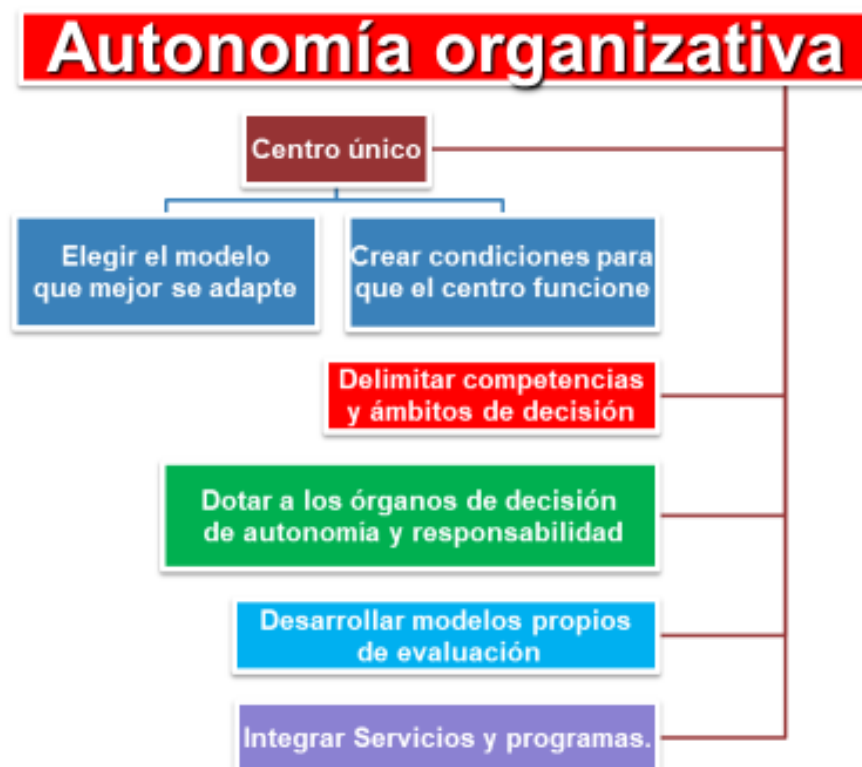 Autonomía organizativa
Centro único
Elegir el modelo
que mejor se adapte
Crear condiciones para
que el centro funcione
Delimitar competencias
y ámbitos de decisión
Dotar a los órganos de decisión
de autonomía y responsabilidad
Desarrollar modelos propios
de evaluación
Integrar Servicios y programas.